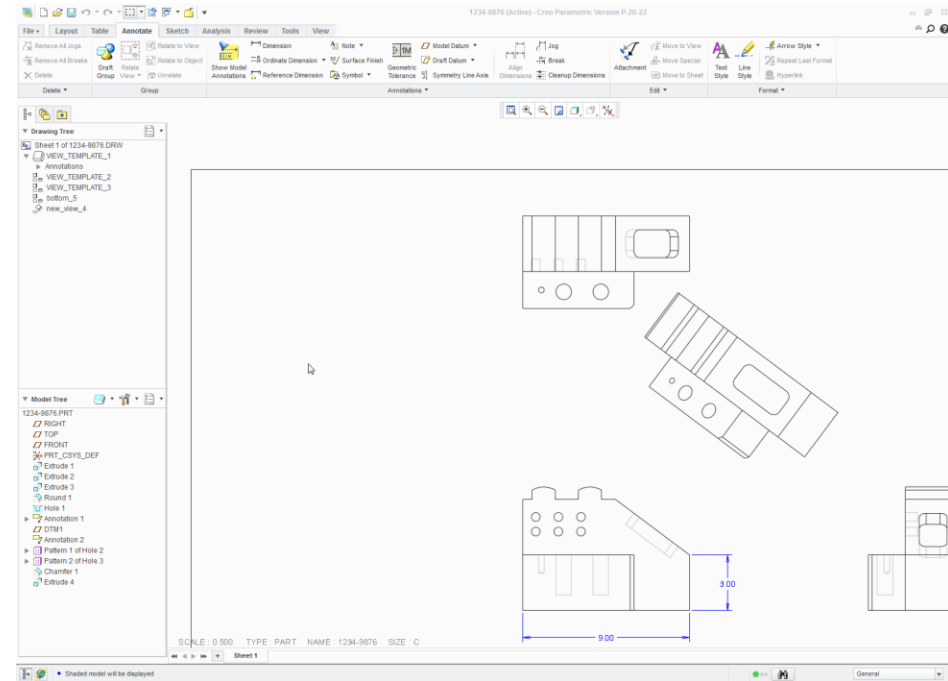 1234-9876 (Active) - Creo Parametric Version P-20-22
File Layout Table Annotate Sketch Analysis Review Tools View
Remove All Jogs
Remove All Breaks
Delete
Draft Group
Relate View
Relate to View
Relate to Object
Unrelate
Show Model Annotations
Dimension
Ordinate Dimension
Reference Dimension
Note
Surface Finish
Symbol
1M
Geometric Tolerance
Model Datum
Draft Datum
Symmetry Line Axis
Align Dimensions
Jog
Break
Cleanup Dimensions
Attachment
Move to View
Move Special
Move to Sheet
Text Style
Line Style
Arrow Style
Repeat Last Format
Hyperlink
Delete Group Annotations Edit Format
Drawing Tree
Sheet 1 of 1234-9876.DRW
VIEW_TEMPLATE_1
Annotations
VIEW_TEMPLATE_2
VIEW_TEMPLATE_3
bottom_5
new_view_4
Model Tree
1234-9876.PRT
RIGHT
TOP
FRONT
PRT_CSYS_DEF
Extrude 1
Extrude 2
Extrude 3
Round 1
Hole 1
Annotation 1
DTM1
Annotation 2
Pattern 1 of Hole 2
Pattern 2 of Hole 3
Chamfer 1
Extrude 4
3.00
9.00
SCALE : 0.500 TYPE : PART NAME : 1234-9876 SIZE : C
Sheet 1
Shaded model will be displayed
General